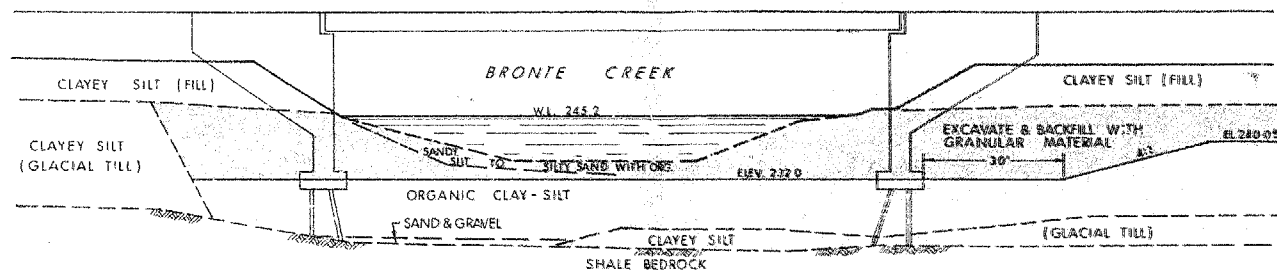 BRONTE CREEK
CLAYEY SILT (FILL)
CLAYEY SILT (FILL)
W.L. 245.2
CLAYEY SILT
(GLACIAL TILL)
EXCAVATE & BACKFILL WITH
GRANULAR MATERIAL
30'
SANDY
SILT TO SILTY SAND WITH ORG.
ELEV. 232.0
ORGANIC CLAY-SILT
SAND & GRAVEL
CLAYEY SILT
(GLACIAL TILL)
SHALE BEDROCK